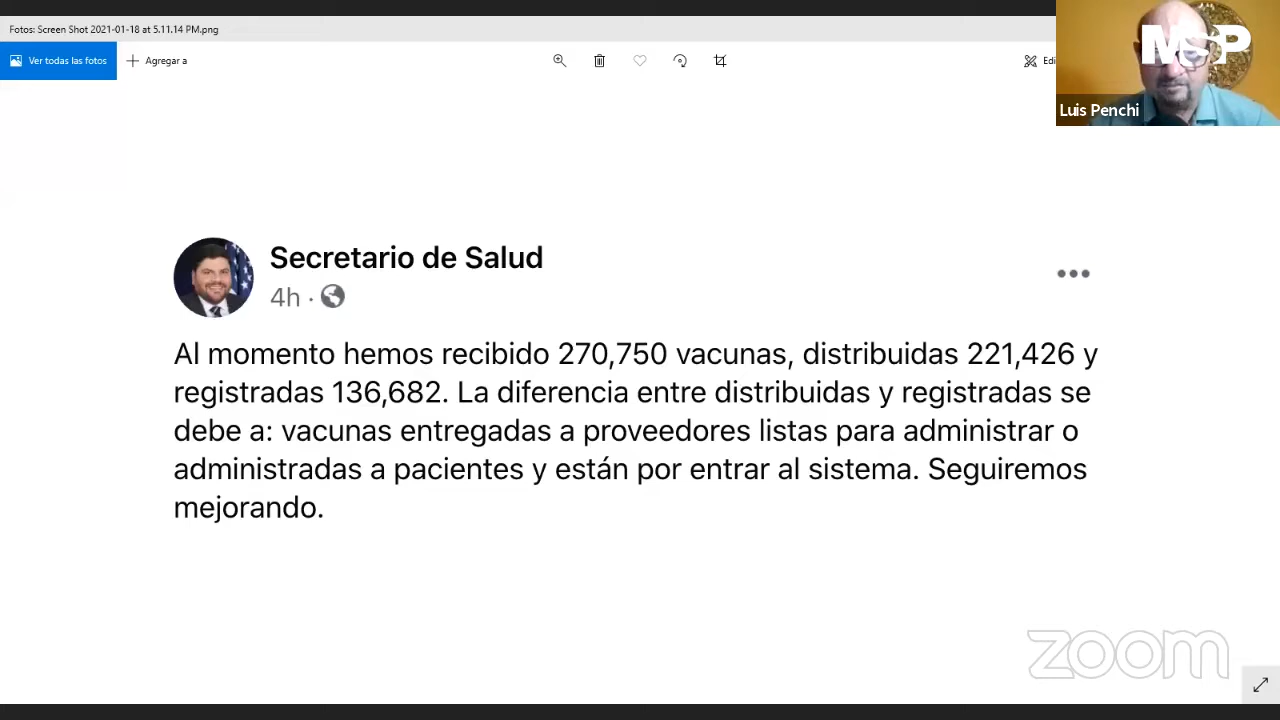 Fotos: Screen Shot 2021-01-18 at 5.11.14 PM.png
Ver todas las fotos
Agregar a
Edi
MSP
Luis Penchi
Secretario de Salud
4h ·
Al momento hemos recibido 270,750 vacunas, distribuidas 221,426 y
registradas 136,682. La diferencia entre distribuidas y registradas se
debe a: vacunas entregadas a proveedores listas para administrar o
administradas a pacientes y están por entrar al sistema. Seguiremos
mejorando.
zoom